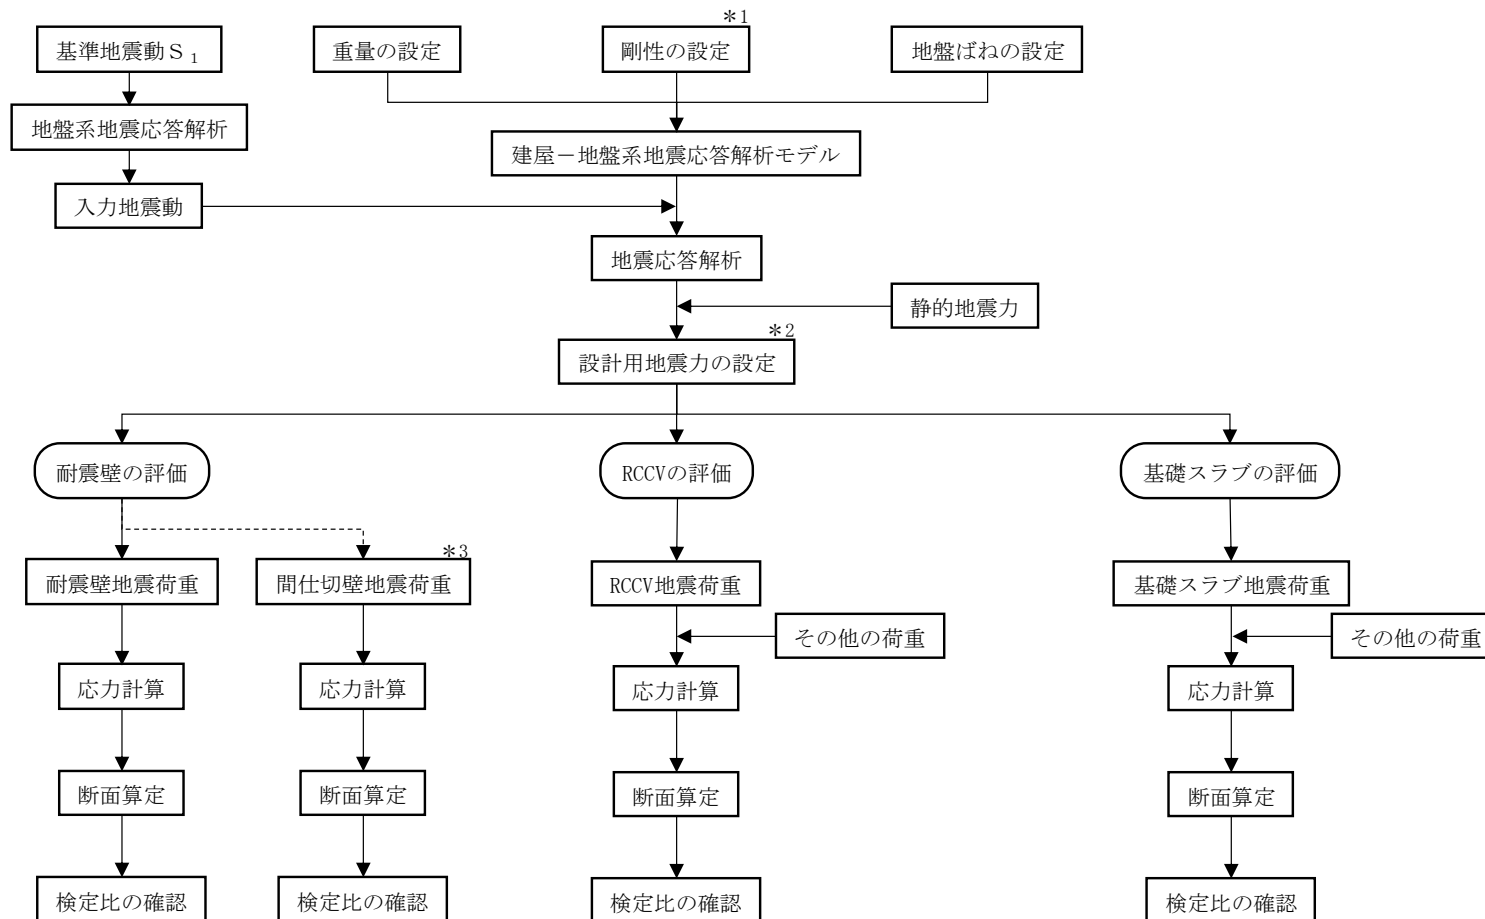 *1
基準地震動S₁
重量の設定
剛性の設定
地盤ばねの設定
地盤系地震応答解析
建屋-地盤系地震応答解析モデル
入力地震動
地震応答解析
静的地震力
*2
設計用地震力の設定
耐震壁の評価
RCCVの評価
基礎スラブの評価
*3
耐震壁地震荷重
間仕切壁地震荷重
RCCV地震荷重
基礎スラブ地震荷重
その他の荷重
その他の荷重
応力計算
応力計算
応力計算
応力計算
断面算定
断面算定
断面算定
断面算定
検定比の確認
検定比の確認
検定比の確認
検定比の確認